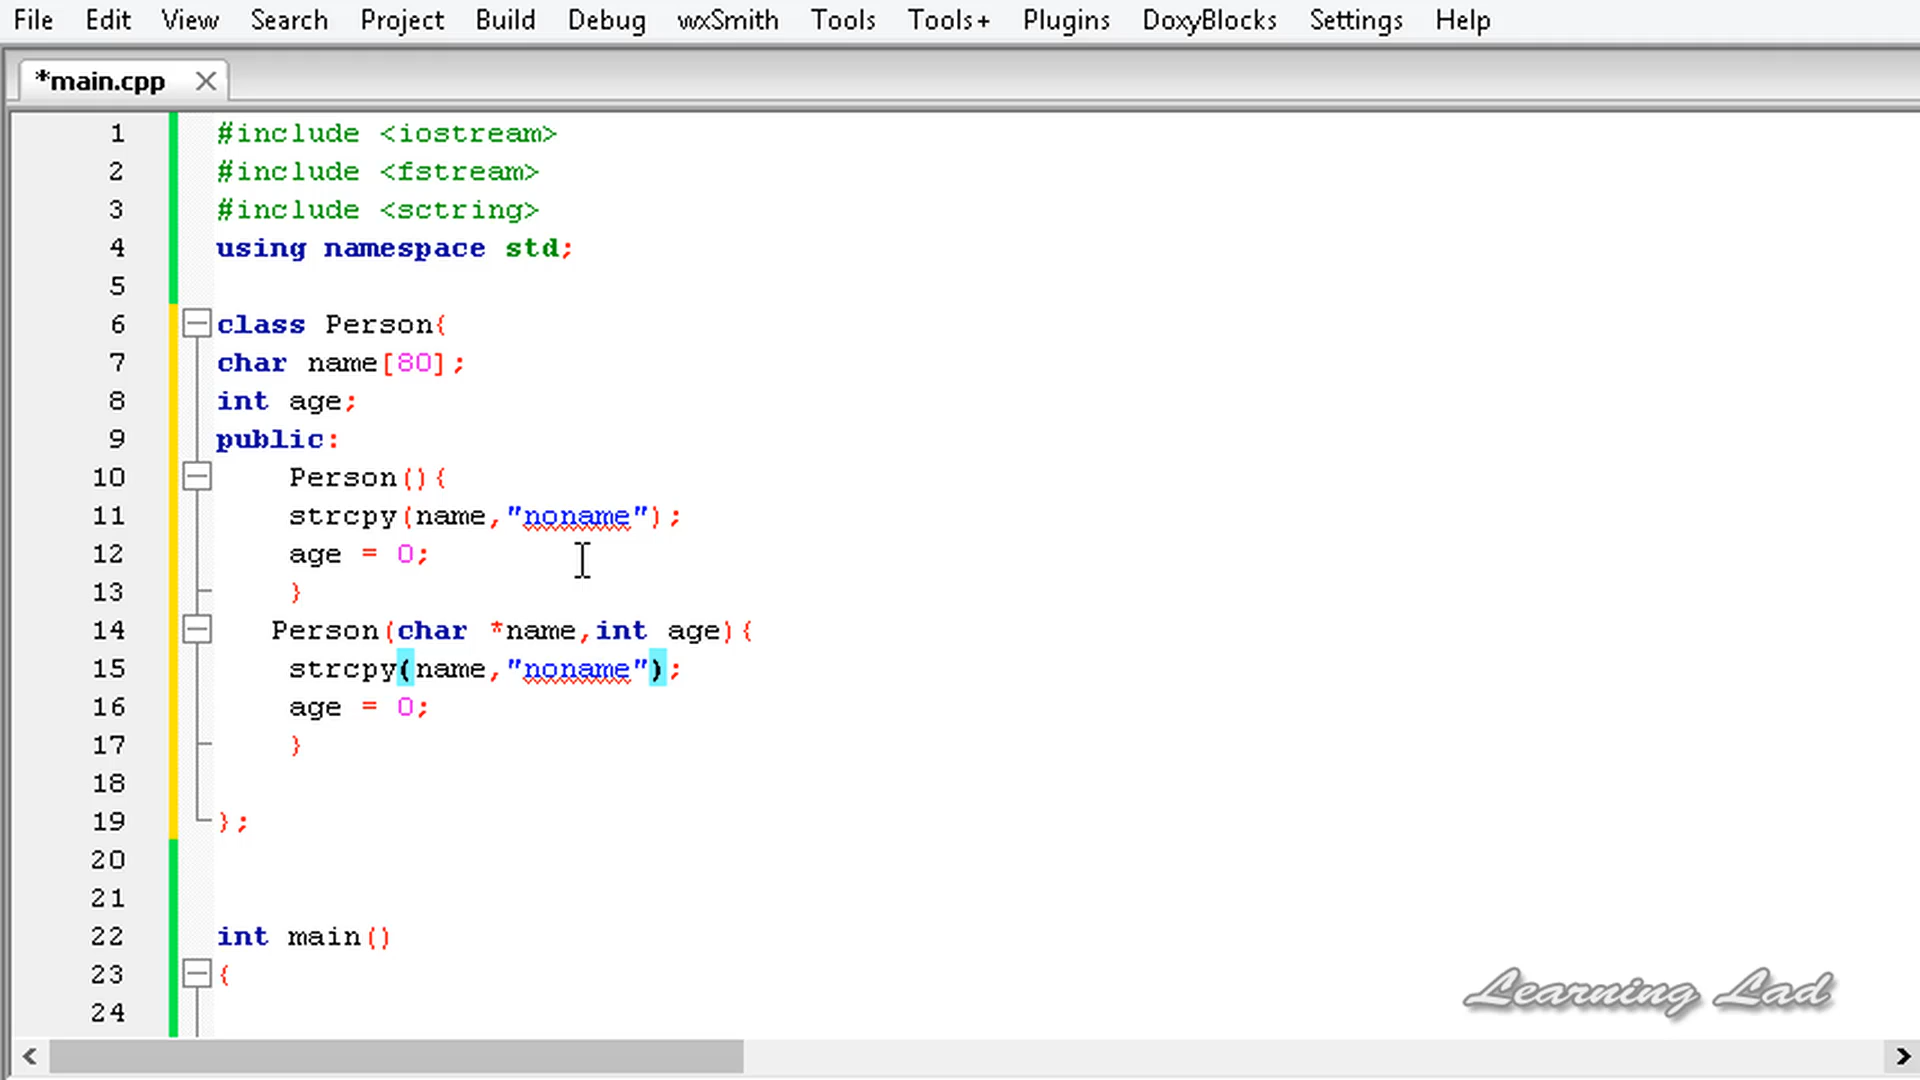 File Edit View Search Project Build Debug wxSmith Tools Tools+ Plugins DoxyBlocks Settings Help
*main.cpp
1 #include <iostream>
2 #include <fstream>
3 #include <sctring>
4 using namespace std;
5
6 class Person{
7 char name[80];
8 int age;
9 public:
10 Person(){
11 strcpy(name,"noname");
12 age = 0;
13 }
14 Person(char *name,int age){
15 strcpy(name,"noname");
16 age = 0;
17 }
18
19 };
20
21
22 int main()
23 {
24
Learning Lad